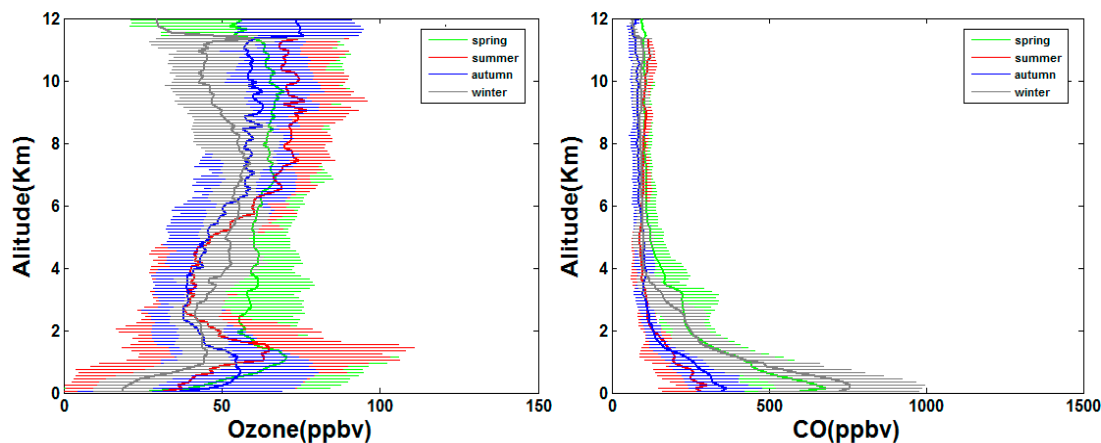 12
10
8
6
4
2
0
Alitude(Km)
0
50
100
150
Ozone(ppbv)
spring
summer
autumn
winter
12
10
8
6
4
2
0
Alitude(Km)
0
500
1000
1500
CO(ppbv)
spring
summer
autumn
winter